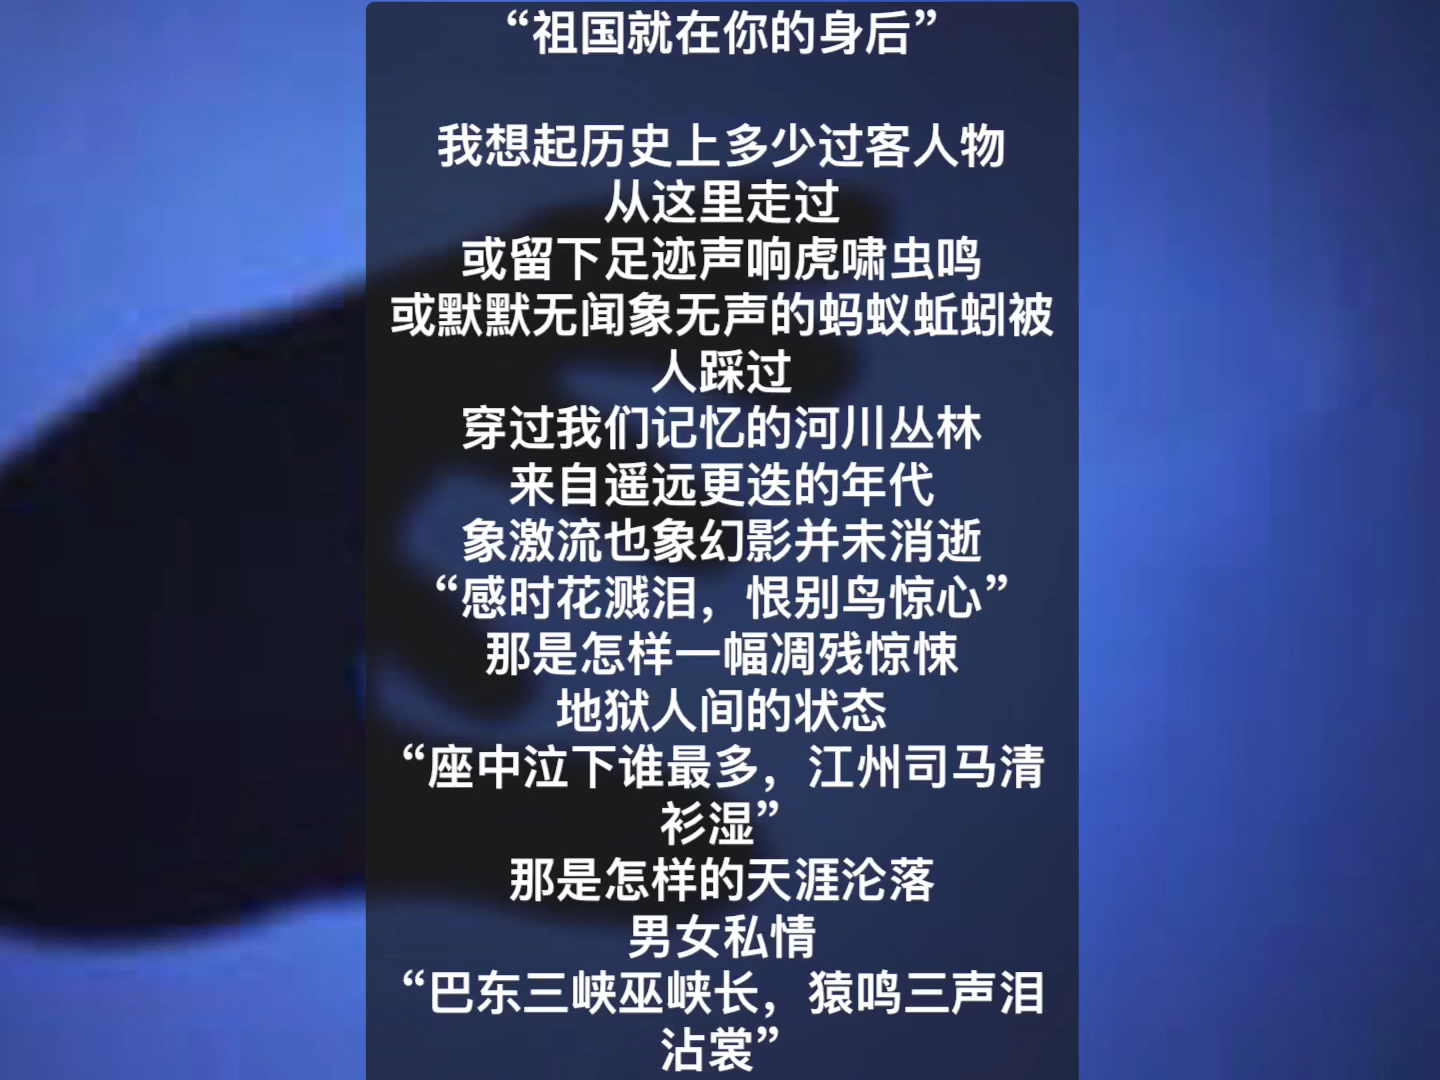 “祖国就在你的身后”
我想起历史上多少过客人物
从这里走过
或留下足迹声响虎啸虫鸣
或默默无闻象无声的蚂蚁蚯蚓被
人踩过
穿过我们记忆的河川丛林
来自遥远更迭的年代
象激流也象幻影并未消逝
“感时花溅泪，恨别鸟惊心”
那是怎样一幅凋残惊悚
地狱人间的状态
“座中泣下谁最多，江州司马清
衫湿”
那是怎样的天涯沦落
男女私情
“巴东三峡巫峡长，猿鸣三声泪
沾裳”